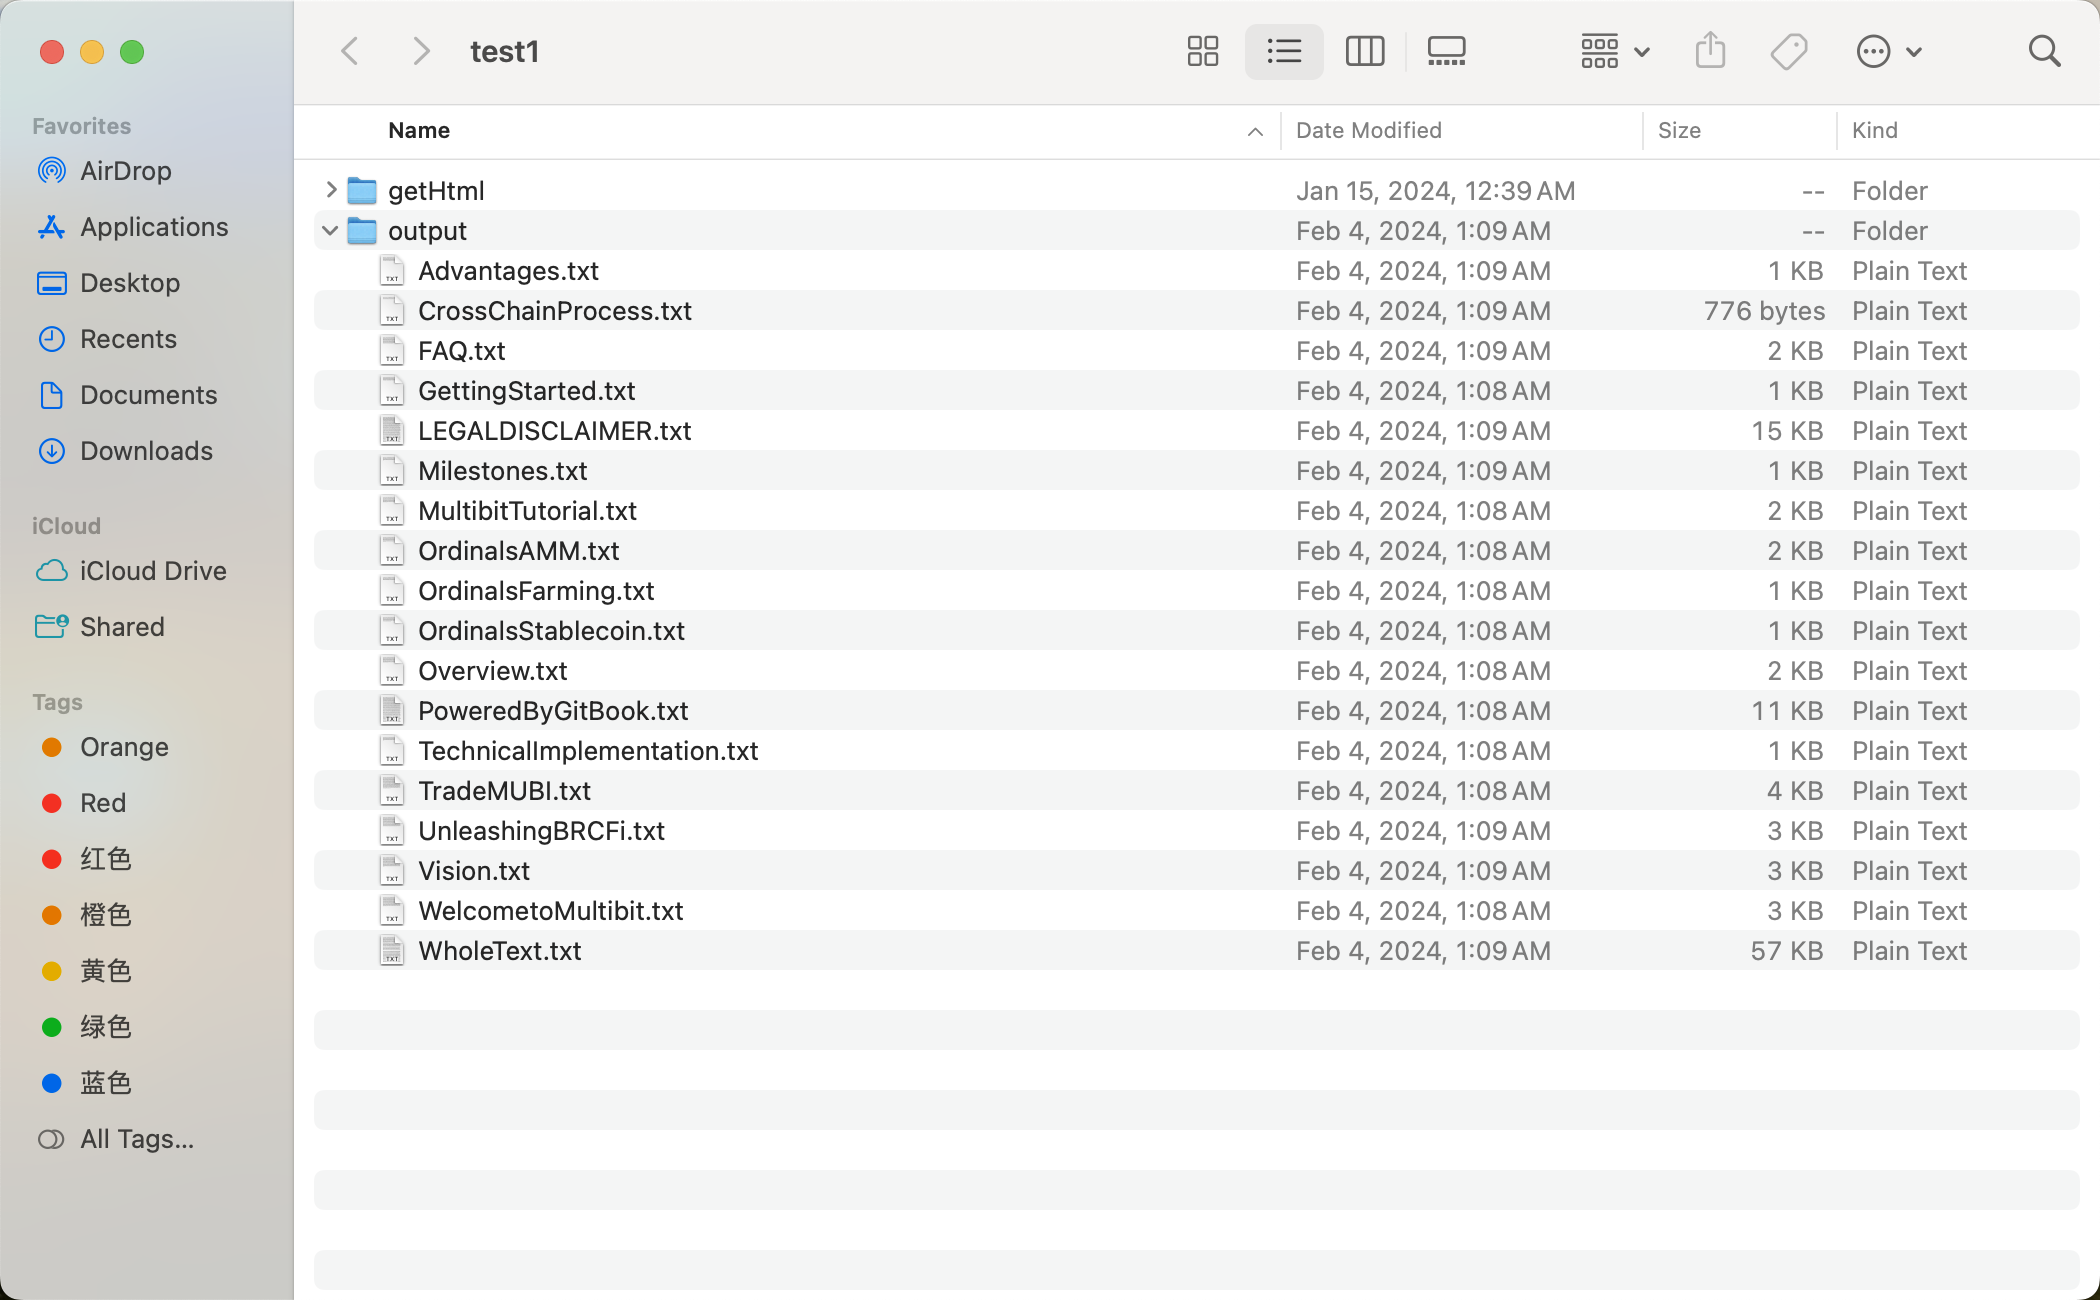 test1
Favorites
AirDrop
Applications
Desktop
Recents
Documents
Downloads
iCloud
iCloud Drive
Shared
Tags
Orange
Red
红色
橙色
黄色
绿色
蓝色
All Tags...
Name Date Modified Size Kind
getHtml Jan 15, 2024, 12:39 AM -- Folder
output Feb 4, 2024, 1:09 AM -- Folder
Advantages.txt Feb 4, 2024, 1:09 AM 1 KB Plain Text
CrossChainProcess.txt Feb 4, 2024, 1:09 AM 776 bytes Plain Text
FAQ.txt Feb 4, 2024, 1:09 AM 2 KB Plain Text
GettingStarted.txt Feb 4, 2024, 1:08 AM 1 KB Plain Text
LEGALDISCLAIMER.txt Feb 4, 2024, 1:09 AM 15 KB Plain Text
Milestones.txt Feb 4, 2024, 1:09 AM 1 KB Plain Text
MultibitTutorial.txt Feb 4, 2024, 1:08 AM 2 KB Plain Text
OrdinalsAMM.txt Feb 4, 2024, 1:08 AM 2 KB Plain Text
OrdinalsFarming.txt Feb 4, 2024, 1:08 AM 1 KB Plain Text
OrdinalsStablecoin.txt Feb 4, 2024, 1:08 AM 1 KB Plain Text
Overview.txt Feb 4, 2024, 1:08 AM 2 KB Plain Text
PoweredByGitBook.txt Feb 4, 2024, 1:08 AM 11 KB Plain Text
TechnicalImplementation.txt Feb 4, 2024, 1:08 AM 1 KB Plain Text
TradeMUBI.txt Feb 4, 2024, 1:08 AM 4 KB Plain Text
UnleashingBRCFi.txt Feb 4, 2024, 1:09 AM 3 KB Plain Text
Vision.txt Feb 4, 2024, 1:09 AM 3 KB Plain Text
WelcometoMultibit.txt Feb 4, 2024, 1:08 AM 3 KB Plain Text
WholeText.txt Feb 4, 2024, 1:09 AM 57 KB Plain Text